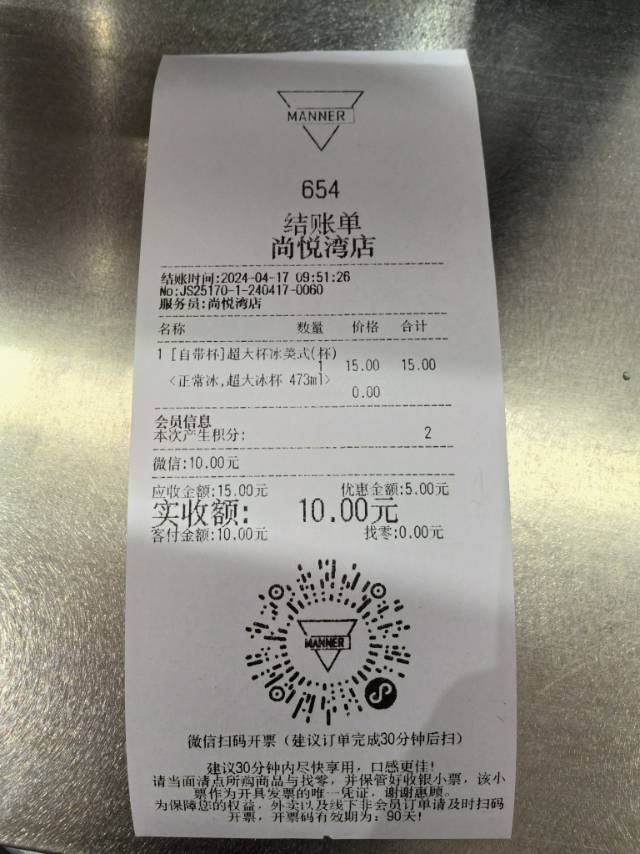 MANNER
654
结账单
尚悦湾店
结账时间:2024-04-17 09:51:26
No:JS25170-1-240417-0060
服务员:尚悦湾店
名称 数量 价格 合计
1 [自带杯]超大杯冰美式(杯)
1 15.00 15.00
<正常冰,超大冰杯 473ml>
0.00
会员信息
本次产生积分: 2
微信:10.00元
应收金额:15.00元 优惠金额:5.00元
实收额: 10.00元
客付金额:10.00元 找零:0.00元
MANNER
微信扫码开票（建议订单完成30分钟后扫）
建议30分钟内尽快享用，口感更佳!
请当面清点所购商品与找零，并保管好收银小票，该小
票作为开具发票的唯一凭证，谢谢惠顾。
为保障您的权益，外卖以及线下非会员订单请及时扫码
开票，开票码有效期为：90天!